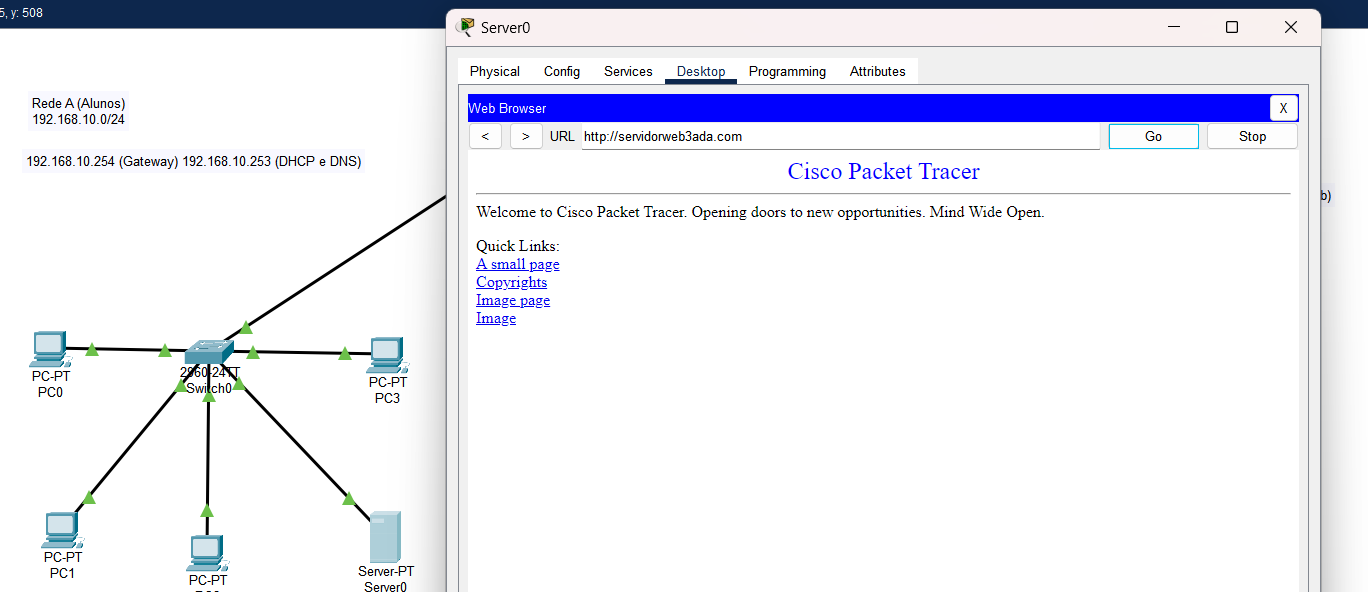 5, y: 508
Server0
Physical Config Services Desktop Programming Attributes
Web Browser X
< > URL http://servidorweb3ada.com Go Stop
Cisco Packet Tracer
Welcome to Cisco Packet Tracer. Opening doors to new opportunities. Mind Wide Open.
Quick Links:
A small page
Copyrights
Image page
Image
Rede A (Alunos)
192.168.10.0/24
192.168.10.254 (Gateway) 192.168.10.253 (DHCP e DNS)
b)
PC-PT
PC0
2960-24TT
Switch0
PC-PT
PC3
PC-PT
PC1
PC-PT
Server-PT
Server0